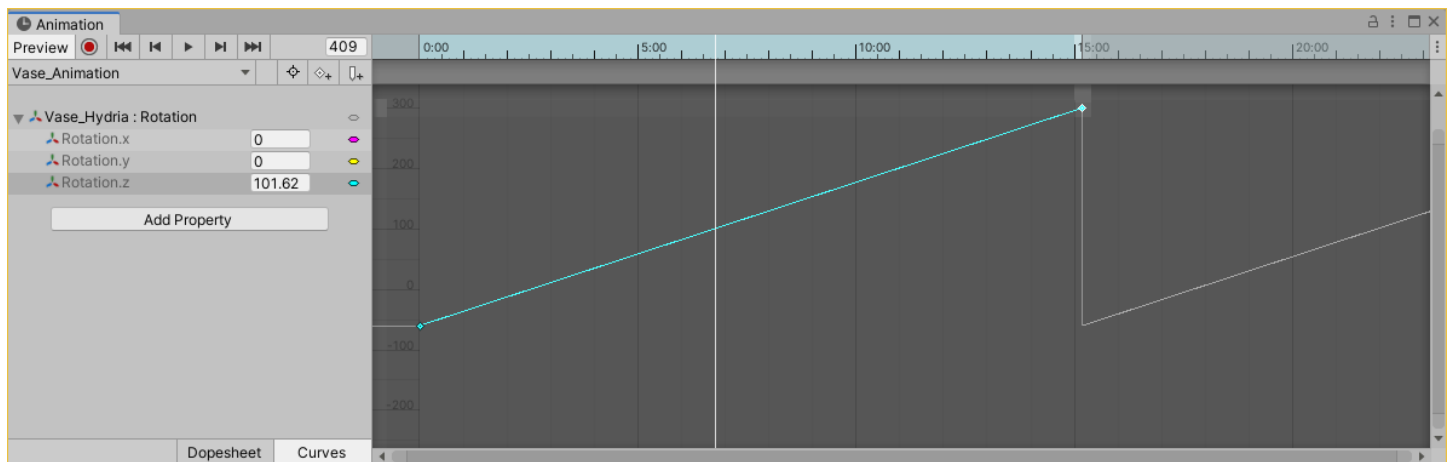 Animation
Preview 409 0:00 5:00 10:00 15:00 20:00
Vase_Animation
300
Vase_Hydria : Rotation
Rotation.x 0
Rotation.y 0
200
Rotation.z 101.62
Add Property
100
0
-100
-200
Dopesheet Curves